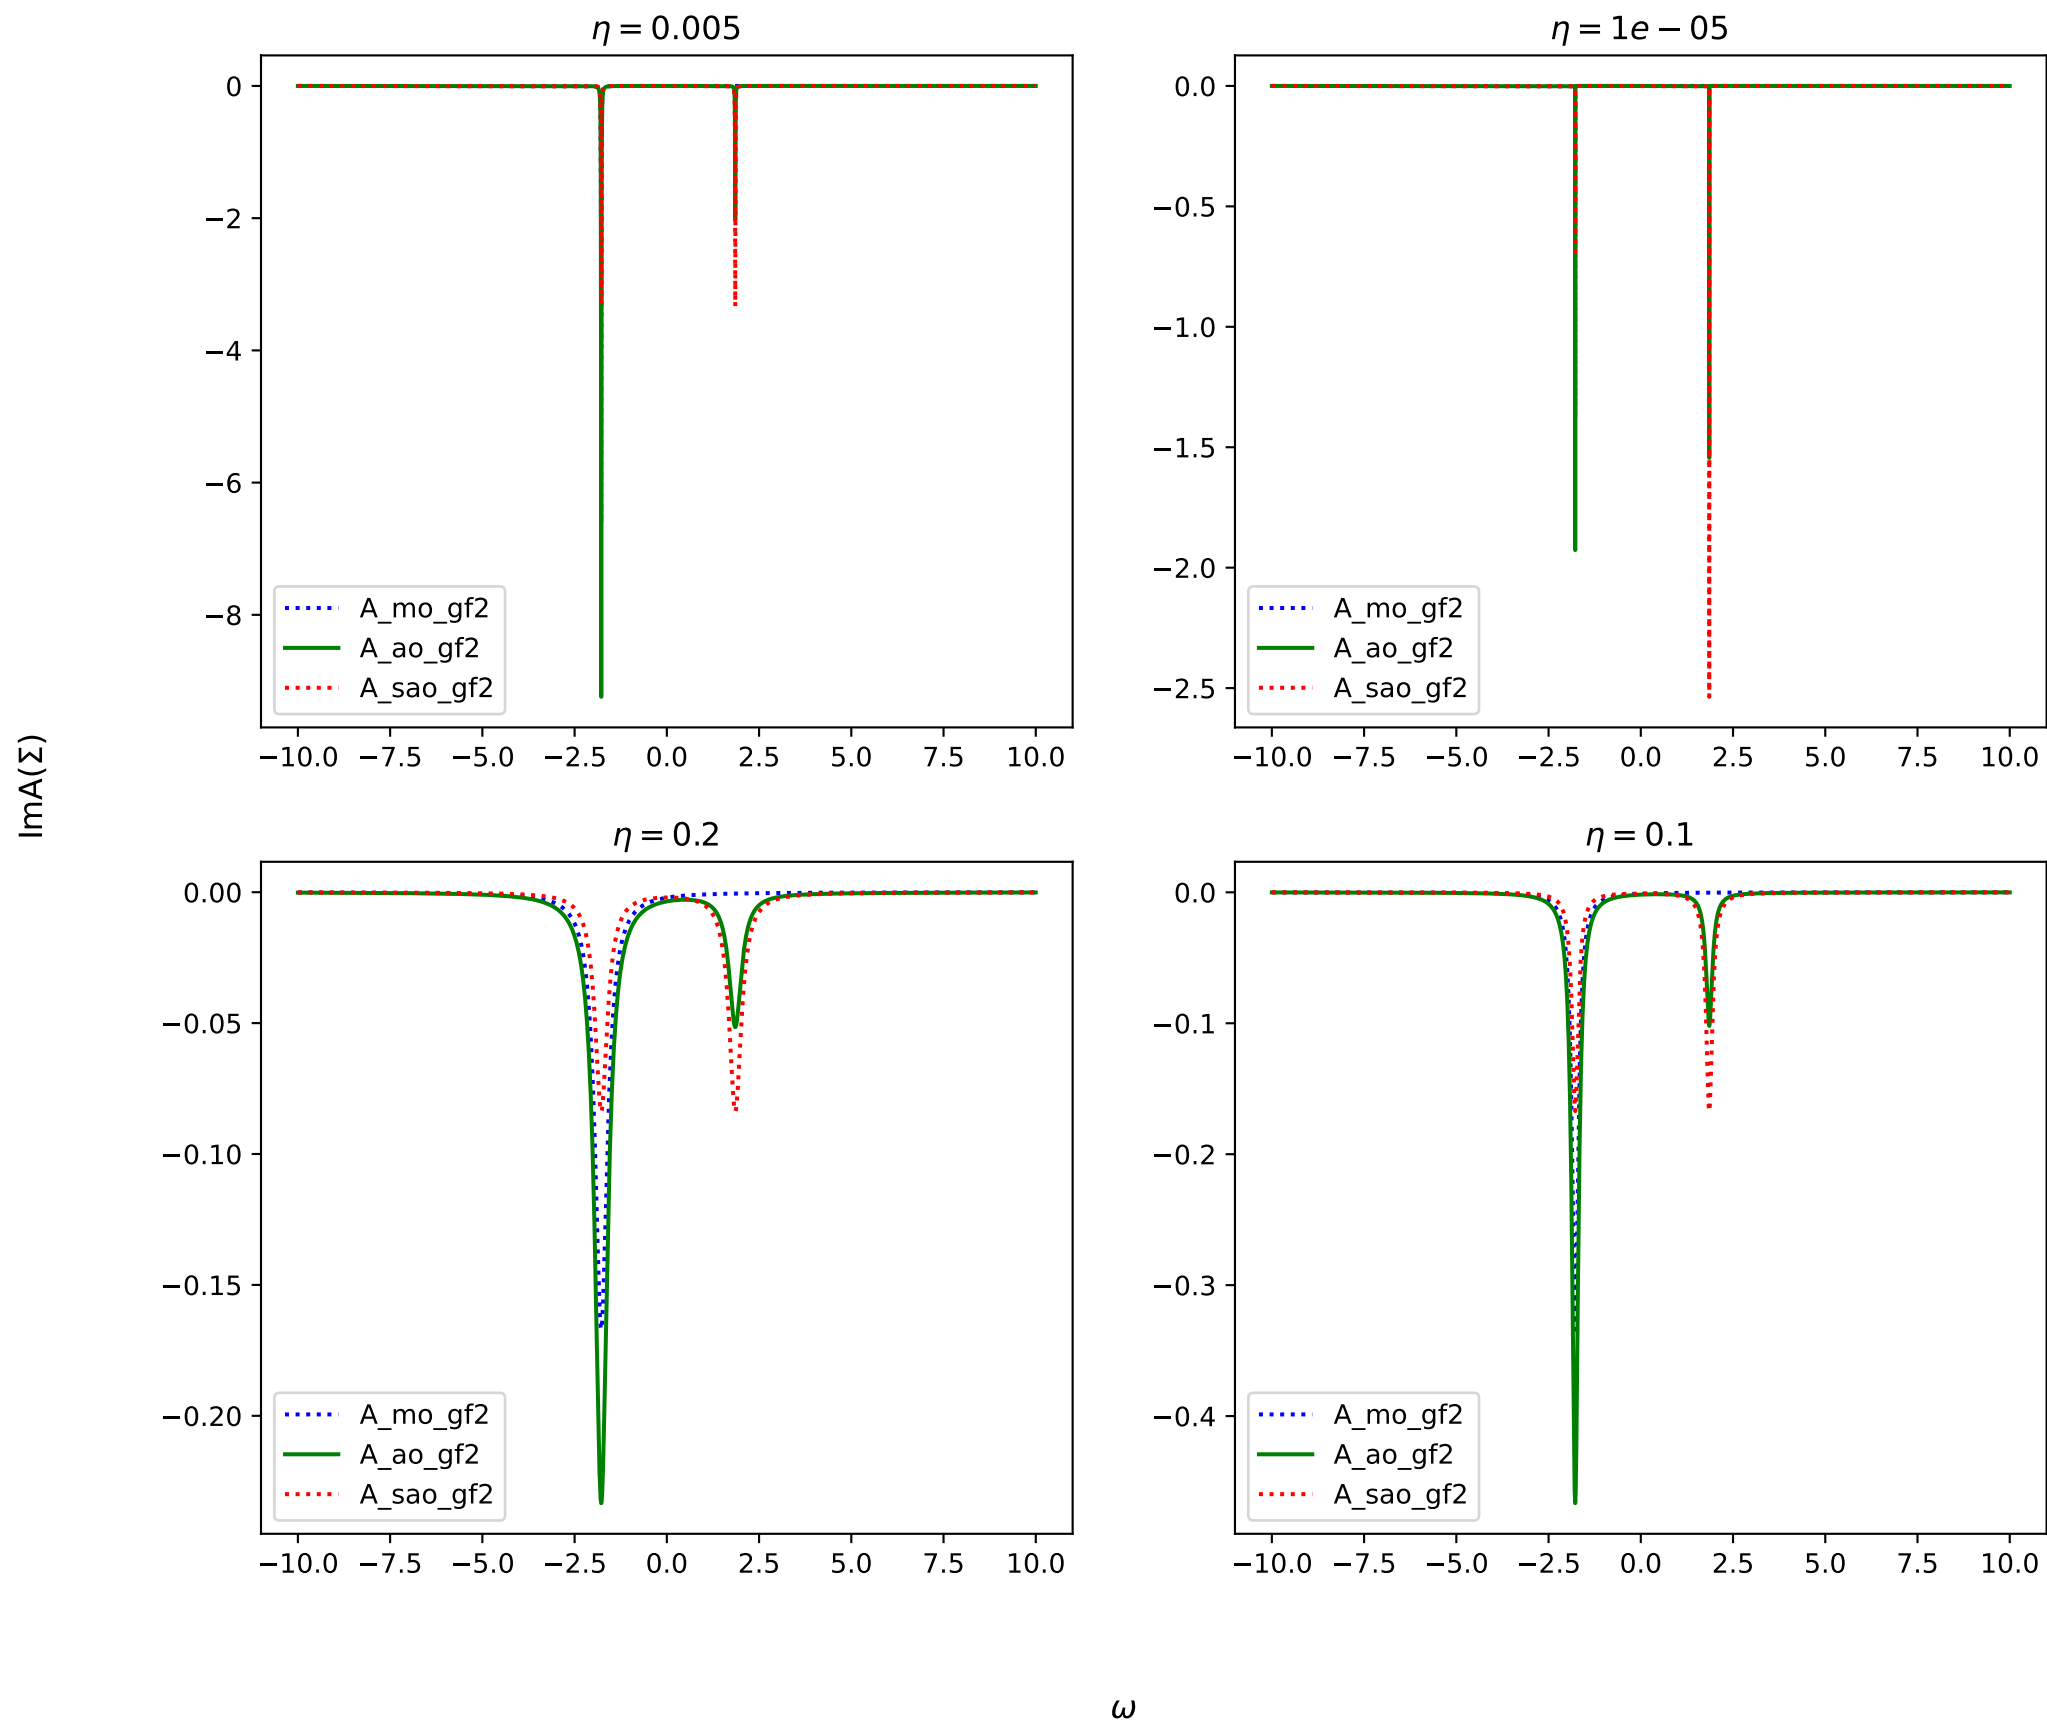 η = 0.005
0
−2
−4
−6
−8
A_mo_gf2
A_ao_gf2
A_sao_gf2
−10.0 −7.5 −5.0 −2.5 0.0 2.5 5.0 7.5 10.0
η = 1e − 05
0.0
−0.5
−1.0
−1.5
−2.0
−2.5
A_mo_gf2
A_ao_gf2
A_sao_gf2
−10.0 −7.5 −5.0 −2.5 0.0 2.5 5.0 7.5 10.0
ImA(Σ)
η = 0.2
0.00
−0.05
−0.10
−0.15
−0.20
A_mo_gf2
A_ao_gf2
A_sao_gf2
−10.0 −7.5 −5.0 −2.5 0.0 2.5 5.0 7.5 10.0
η = 0.1
0.0
−0.1
−0.2
−0.3
−0.4
A_mo_gf2
A_ao_gf2
A_sao_gf2
−10.0 −7.5 −5.0 −2.5 0.0 2.5 5.0 7.5 10.0
ω